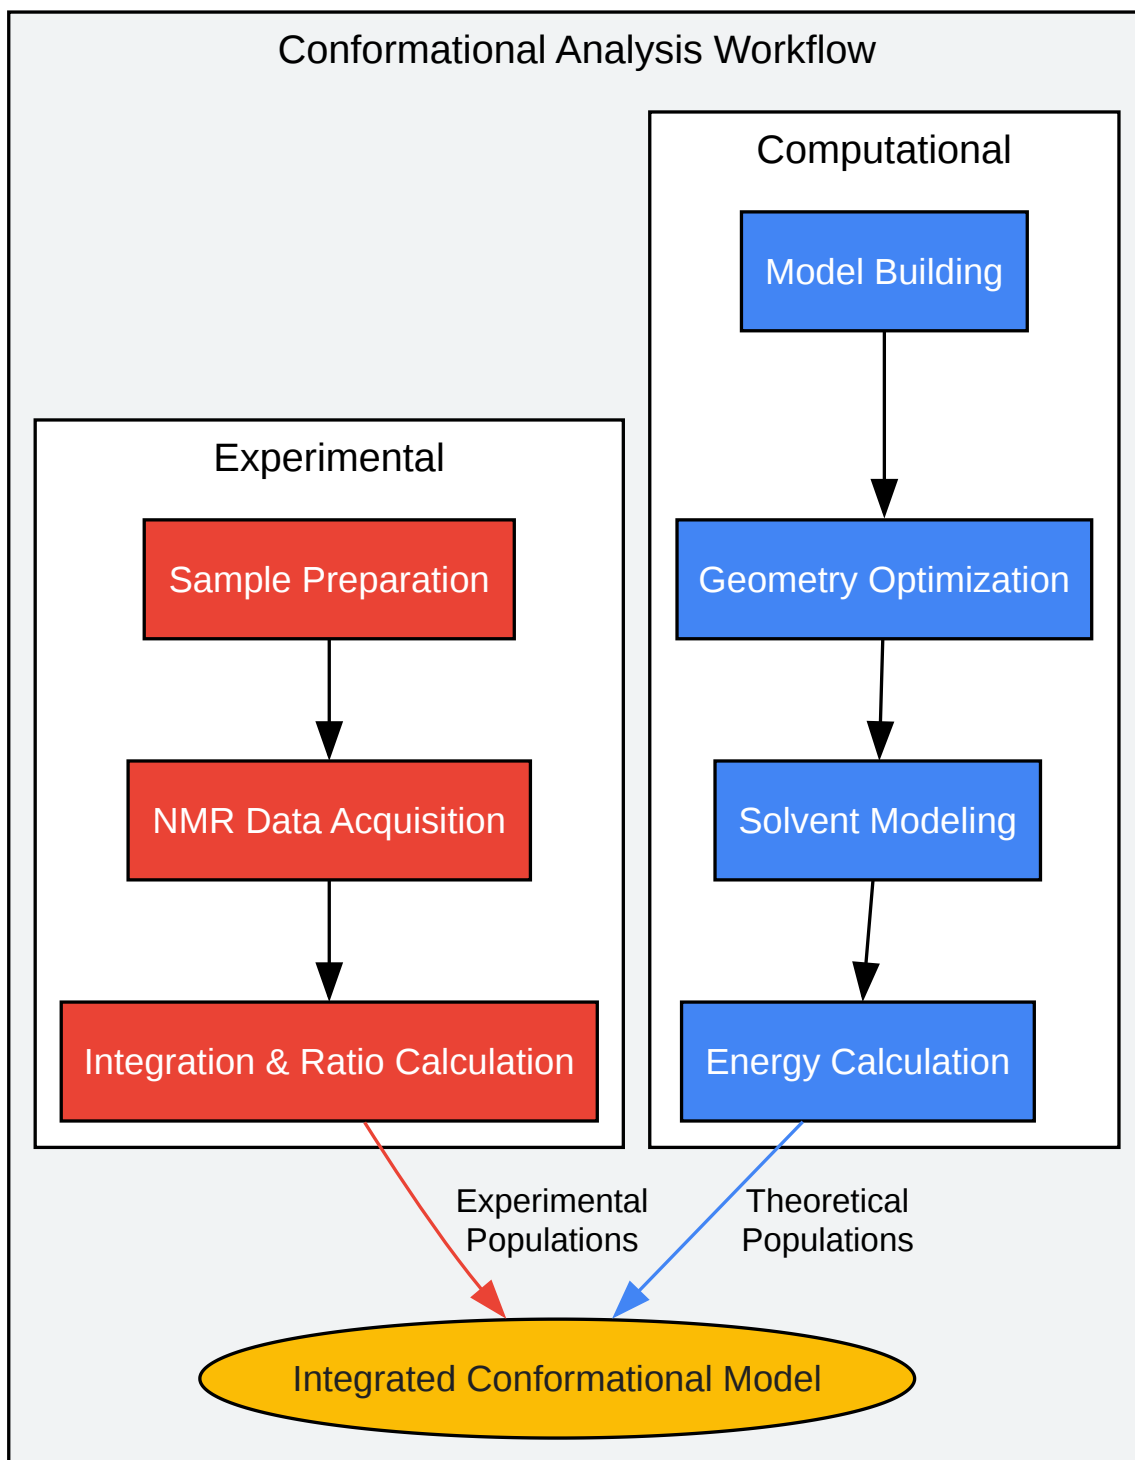 Conformational Analysis Workflow
Experimental
Sample Preparation
NMR Data Acquisition
Integration & Ratio Calculation
Computational
Model Building
Geometry Optimization
Solvent Modeling
Energy Calculation
Experimental
Populations
Theoretical
Populations
Integrated Conformational Model